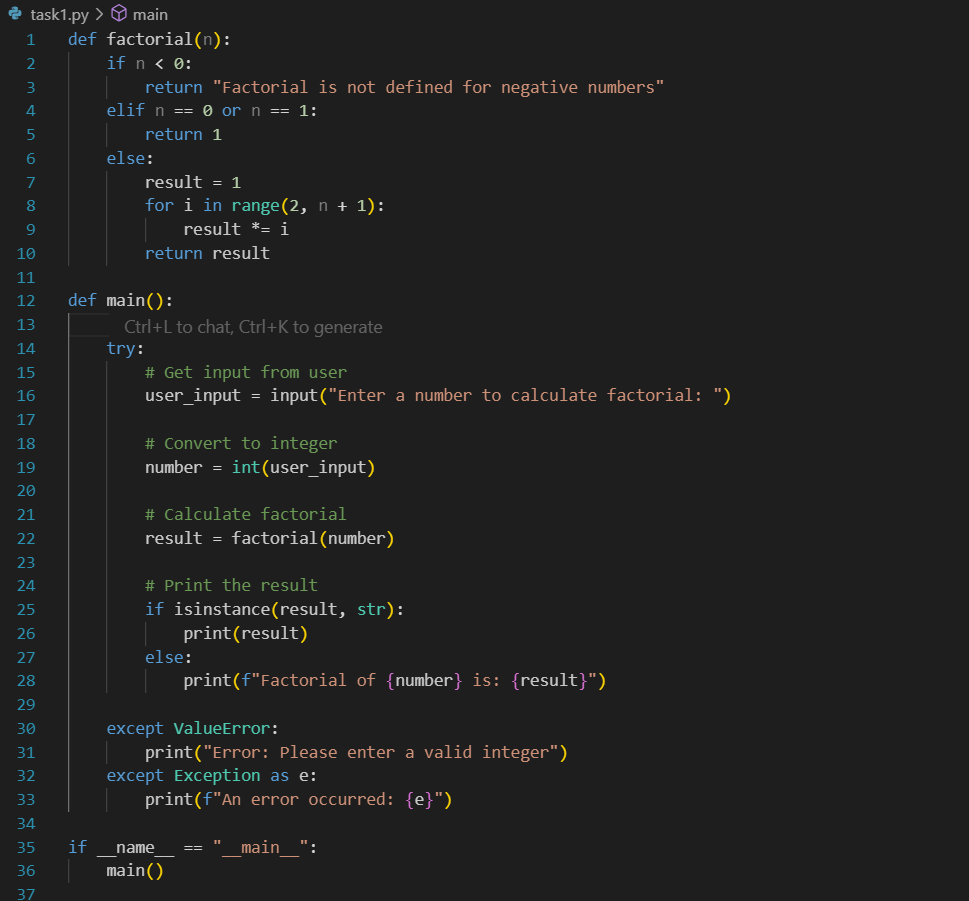 task1.py > main
1 def factorial(n):
2     if n < 0:
3         return "Factorial is not defined for negative numbers"
4     elif n == 0 or n == 1:
5         return 1
6     else:
7         result = 1
8         for i in range(2, n + 1):
9             result *= i
10         return result
11
12 def main():
13     Ctrl+L to chat, Ctrl+K to generate
14     try:
15         # Get input from user
16         user_input = input("Enter a number to calculate factorial: ")
17
18         # Convert to integer
19         number = int(user_input)
20
21         # Calculate factorial
22         result = factorial(number)
23
24         # Print the result
25         if isinstance(result, str):
26             print(result)
27         else:
28             print(f"Factorial of {number} is: {result}")
29
30     except ValueError:
31         print("Error: Please enter a valid integer")
32     except Exception as e:
33         print(f"An error occurred: {e}")
34
35 if __name__ == "__main__":
36     main()
37